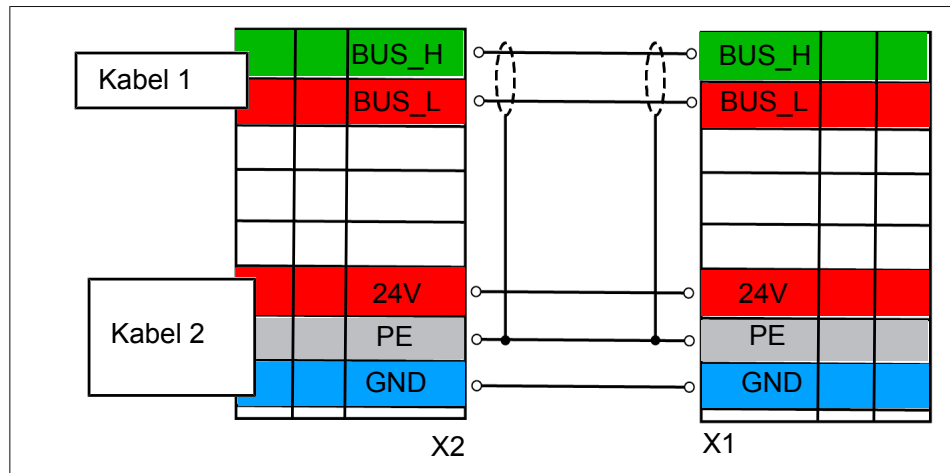 Kabel 1
BUS_H
BUS_L
BUS_H
BUS_L
Kabel 2
24V
PE
GND
24V
PE
GND
X2
X1